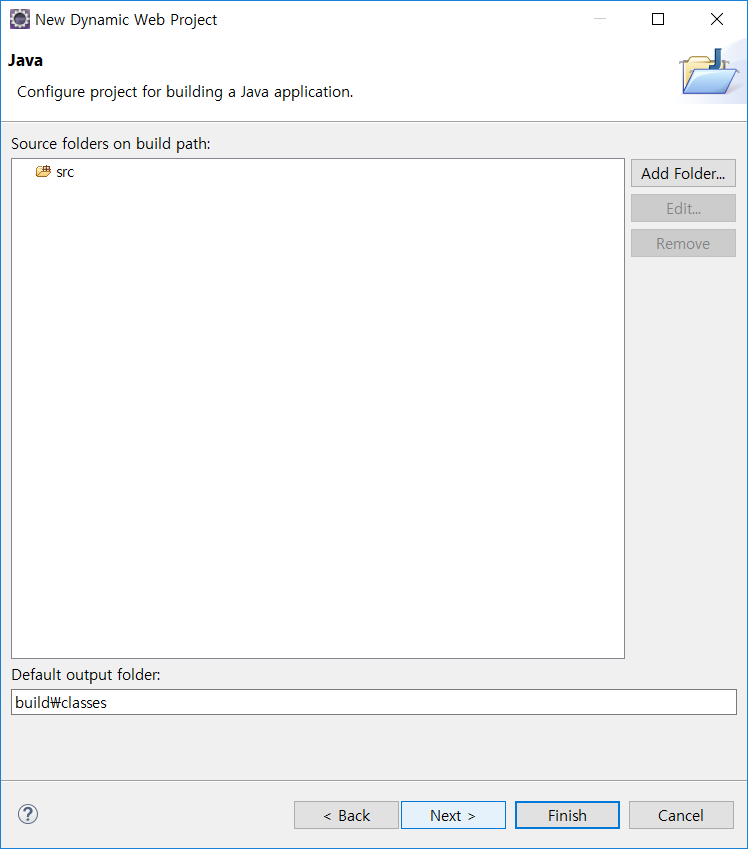 New Dynamic Web Project
Java
Configure project for building a Java application.
Source folders on build path:
src
Add Folder...
Edit...
Remove
Default output folder:
build₩classes
?
< Back
Next >
Finish
Cancel